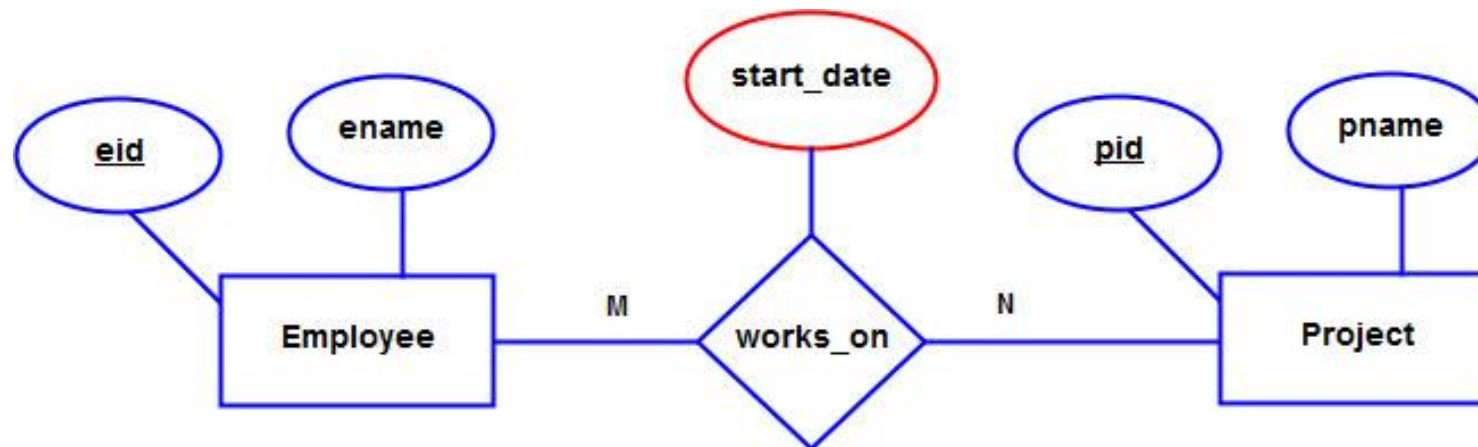 start_date
eid
ename
pid
pname
M
N
Employee
works_on
Project